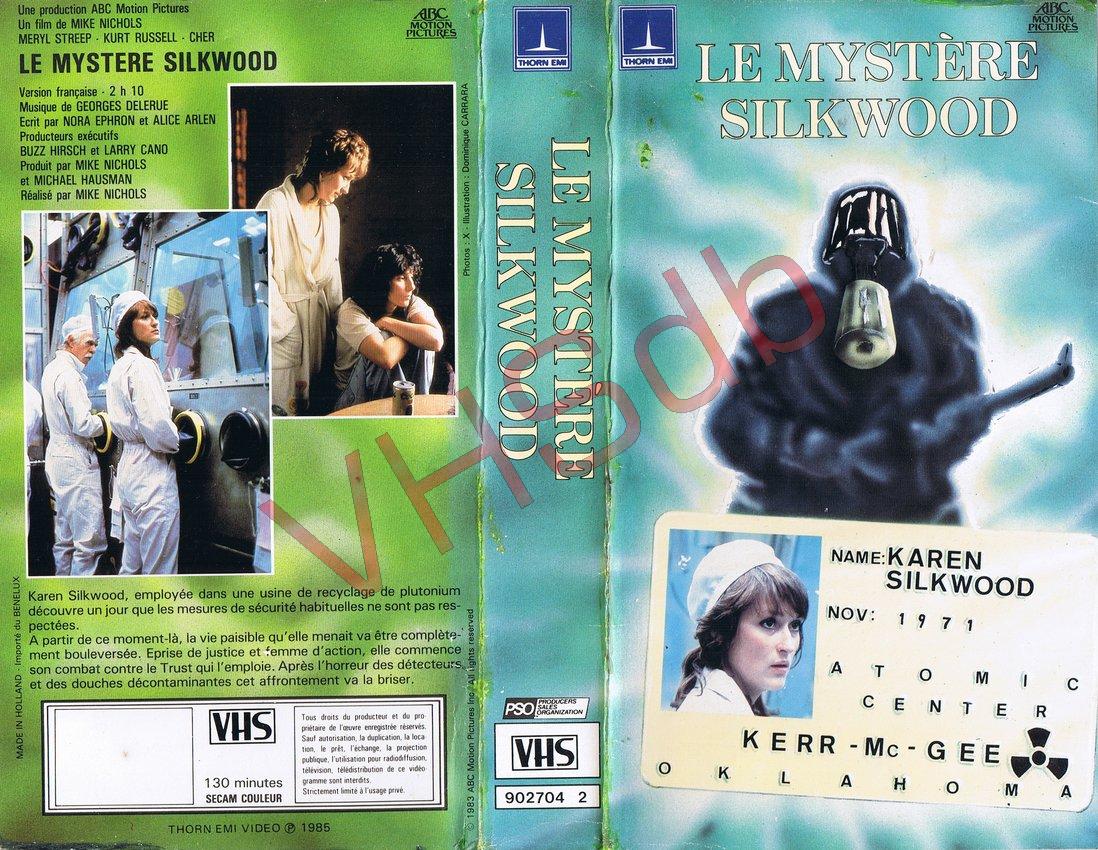 Une production ABC Motion Pictures
Un film de MIKE NICHOLS
MERYL STREEP · KURT RUSSELL · CHER
LE MYSTERE SILKWOOD
Version française - 2 h 10
Musique de GEORGES DELERUE
Ecrit par NORA EPHRON et ALICE ARLEN
Producteurs exécutifs
BUZZ HIRSCH et LARRY CANO
Produit par MIKE NICHOLS
et MICHAEL HAUSMAN
Réalisé par MIKE NICHOLS
ABC
MOTION
PICTURES
Photos : X - Illustration : Dominique CARRARA
Karen Silkwood, employée dans une usine de recyclage de plutonium
découvre un jour que les mesures de sécurité habituelles ne sont pas res-
pectées.
A partir de ce moment-là, la vie paisible qu'elle menait va être complète-
ment bouleversée. Eprise de justice et femme d'action, elle commence
son combat contre le Trust qui l'emploie. Après l'horreur des détecteurs
et des douches décontaminantes cet affrontement va la briser.
MADE IN HOLLAND - Importé du BENELUX
© 1983 ABC Motion Pictures Inc / All rights reserved
VHS
130 minutes
SECAM COULEUR
Tous droits du producteur et du pro-
priétaire de l'œuvre enregistrée réservés.
Sauf autorisation, la duplication, la loca-
tion, le prêt, l'échange, la projection
publique, l'utilisation pour radiodiffusion,
télévision, télédistribution de ce vidéo-
gramme sont interdits.
Strictement limité à l'usage privé.
THORN EMI VIDEO Ⓟ 1985
THORN EMI
LE MYSTÈRE
SILKWOOD
PSO PRODUCERS
SALES
ORGANIZATION
VHS
902704 2
THORN EMI
ABC
MOTION
PICTURES
LE MYSTÈRE
SILKWOOD
NAME: KAREN
SILKWOOD
NOV: 1971
ATOMIC
CENTER
KERR-Mc-GEE
OKLAHOMA
VHSdb